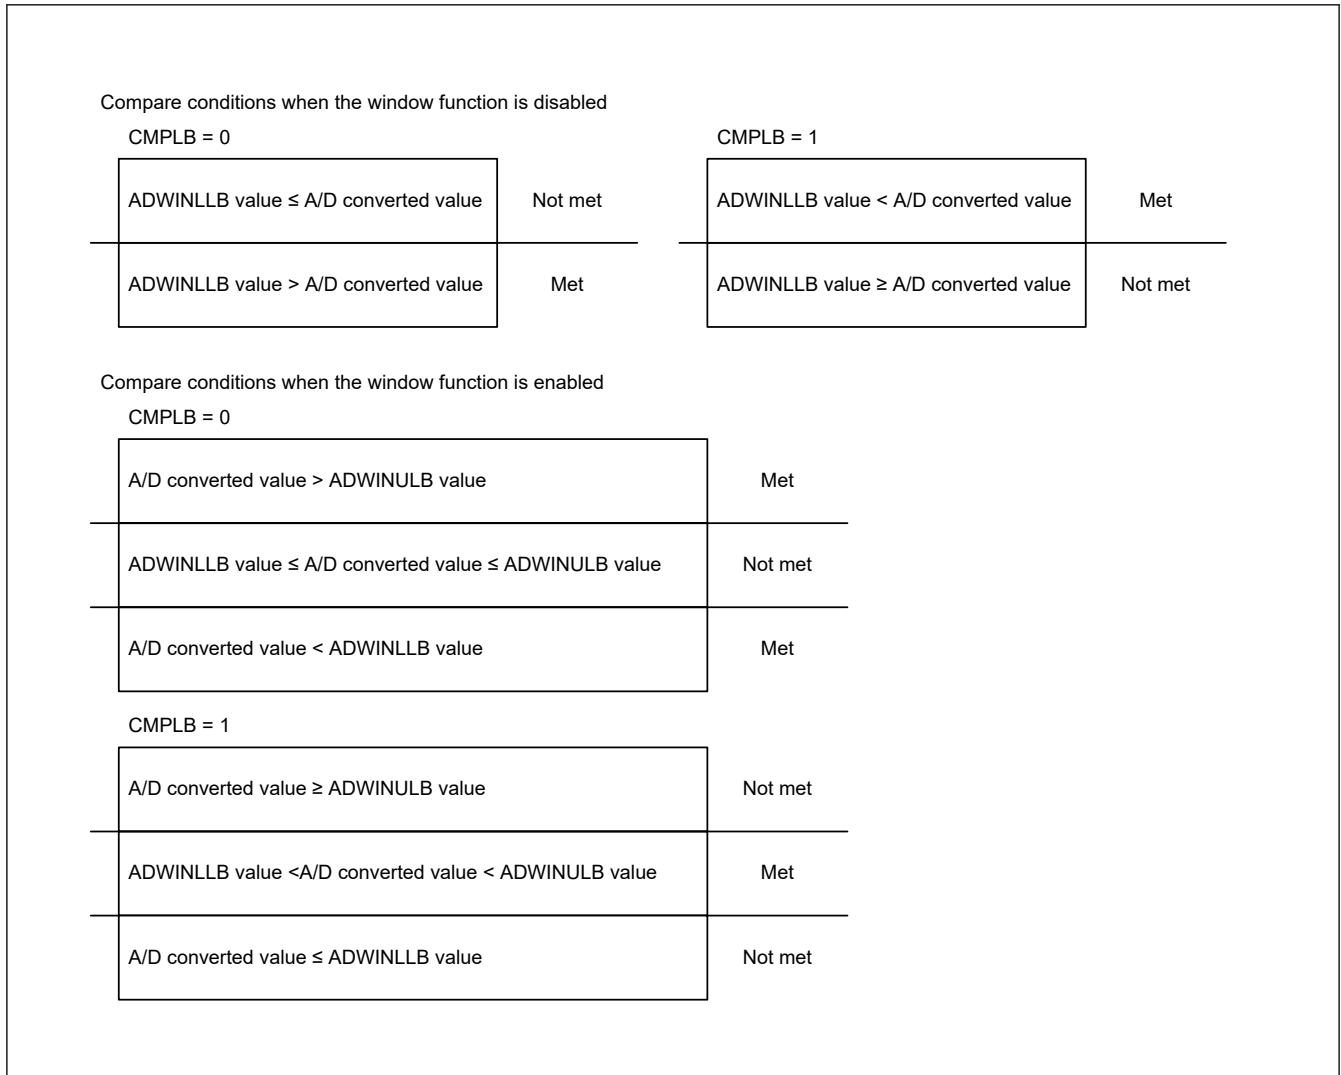 Compare conditions when the window function is disabled
CMPLB = 0
CMPLB = 1
ADWINLLB value ≤ A/D converted value Not met
ADWINLLB value < A/D converted value Met
ADWINLLB value > A/D converted value Met
ADWINLLB value ≥ A/D converted value Not met
Compare conditions when the window function is enabled
CMPLB = 0
A/D converted value > ADWINULB value Met
ADWINLLB value ≤ A/D converted value ≤ ADWINULB value Not met
A/D converted value < ADWINLLB value Met
CMPLB = 1
A/D converted value ≥ ADWINULB value Not met
ADWINLLB value <A/D converted value < ADWINULB value Met
A/D converted value ≤ ADWINLLB value Not met